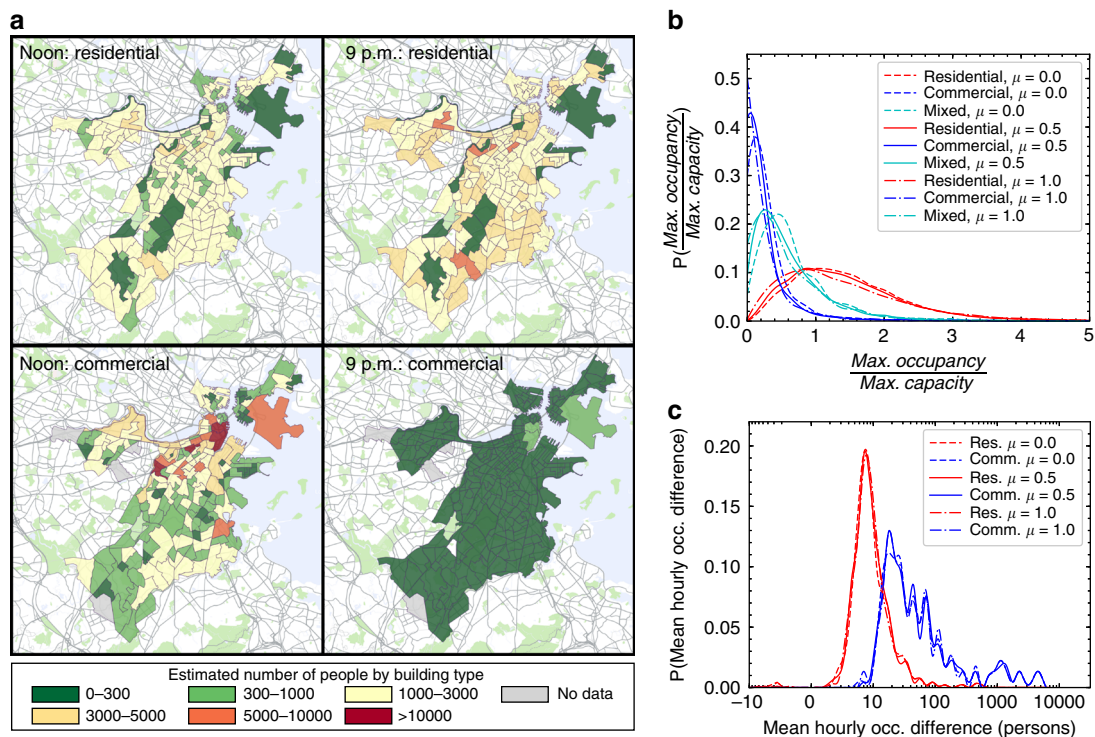 a
Noon: residential
9 p.m.: residential
Noon: commercial
9 p.m.: commercial
Estimated number of people by building type
0–300
300–1000
1000–3000
No data
3000–5000
5000–10000
>10000
b
P(Max. occupancy / Max. capacity)
0.5
0.4
0.3
0.2
0.1
0.0
Residential, μ = 0.0
Commercial, μ = 0.0
Mixed, μ = 0.0
Residential, μ = 0.5
Commercial, μ = 0.5
Mixed, μ = 0.5
Residential, μ = 1.0
Commercial, μ = 1.0
Mixed, μ = 1.0
0 1 2 3 4 5
Max. occupancy
Max. capacity
c
P(Mean hourly occ. difference)
0.20
0.15
0.10
0.05
0.00
Res. μ = 0.0
Comm. μ = 0.0
Res. μ = 0.5
Comm. μ = 0.5
Res. μ = 1.0
Comm. μ = 1.0
−10 0 10 100 1000 10000
Mean hourly occ. difference (persons)